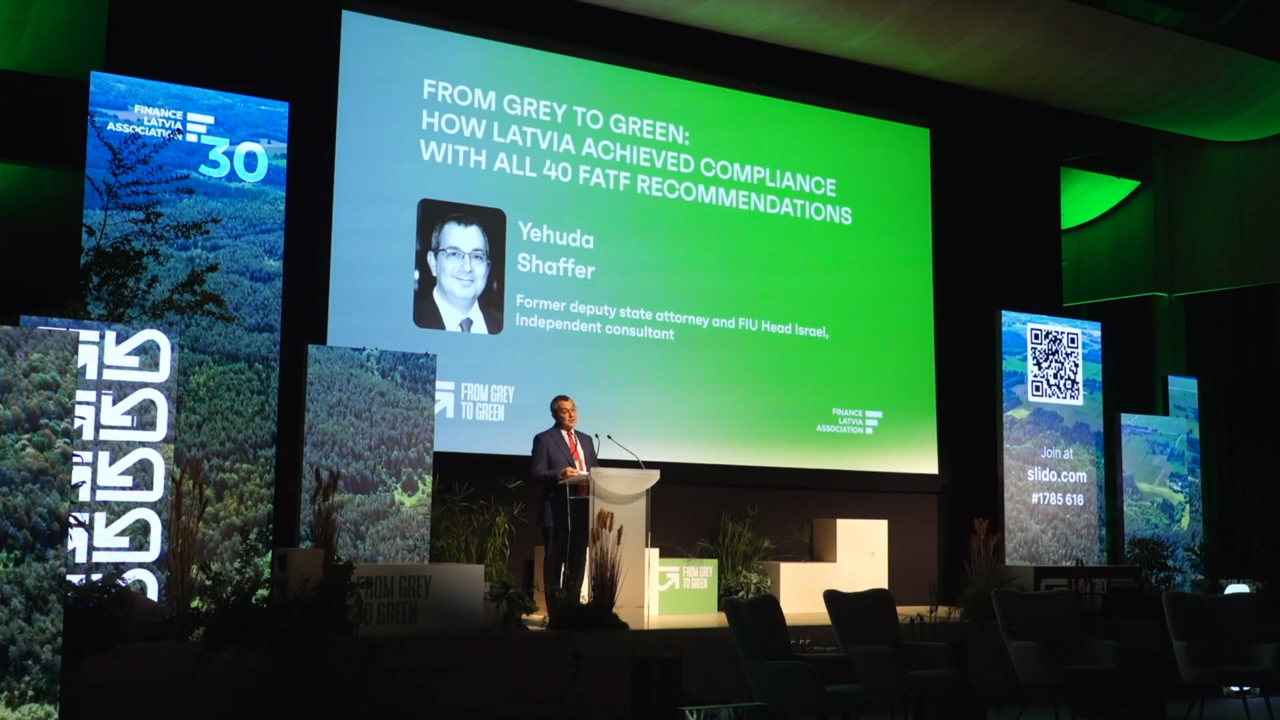 FINANCE
LATVIA
ASSOCIATION
30
FROM GREY TO GREEN:
HOW LATVIA ACHIEVED COMPLIANCE
WITH ALL 40 FATF RECOMMENDATIONS
Yehuda
Shaffer
Former deputy state attorney and FIU Head Israel,
Independent consultant
FROM GREY
TO GREEN
FINANCE
LATVIA
ASSOCIATION
Join at
slido.com
#1785 616
FROM GREY
TO GREEN
FROM GREY
TO GREEN